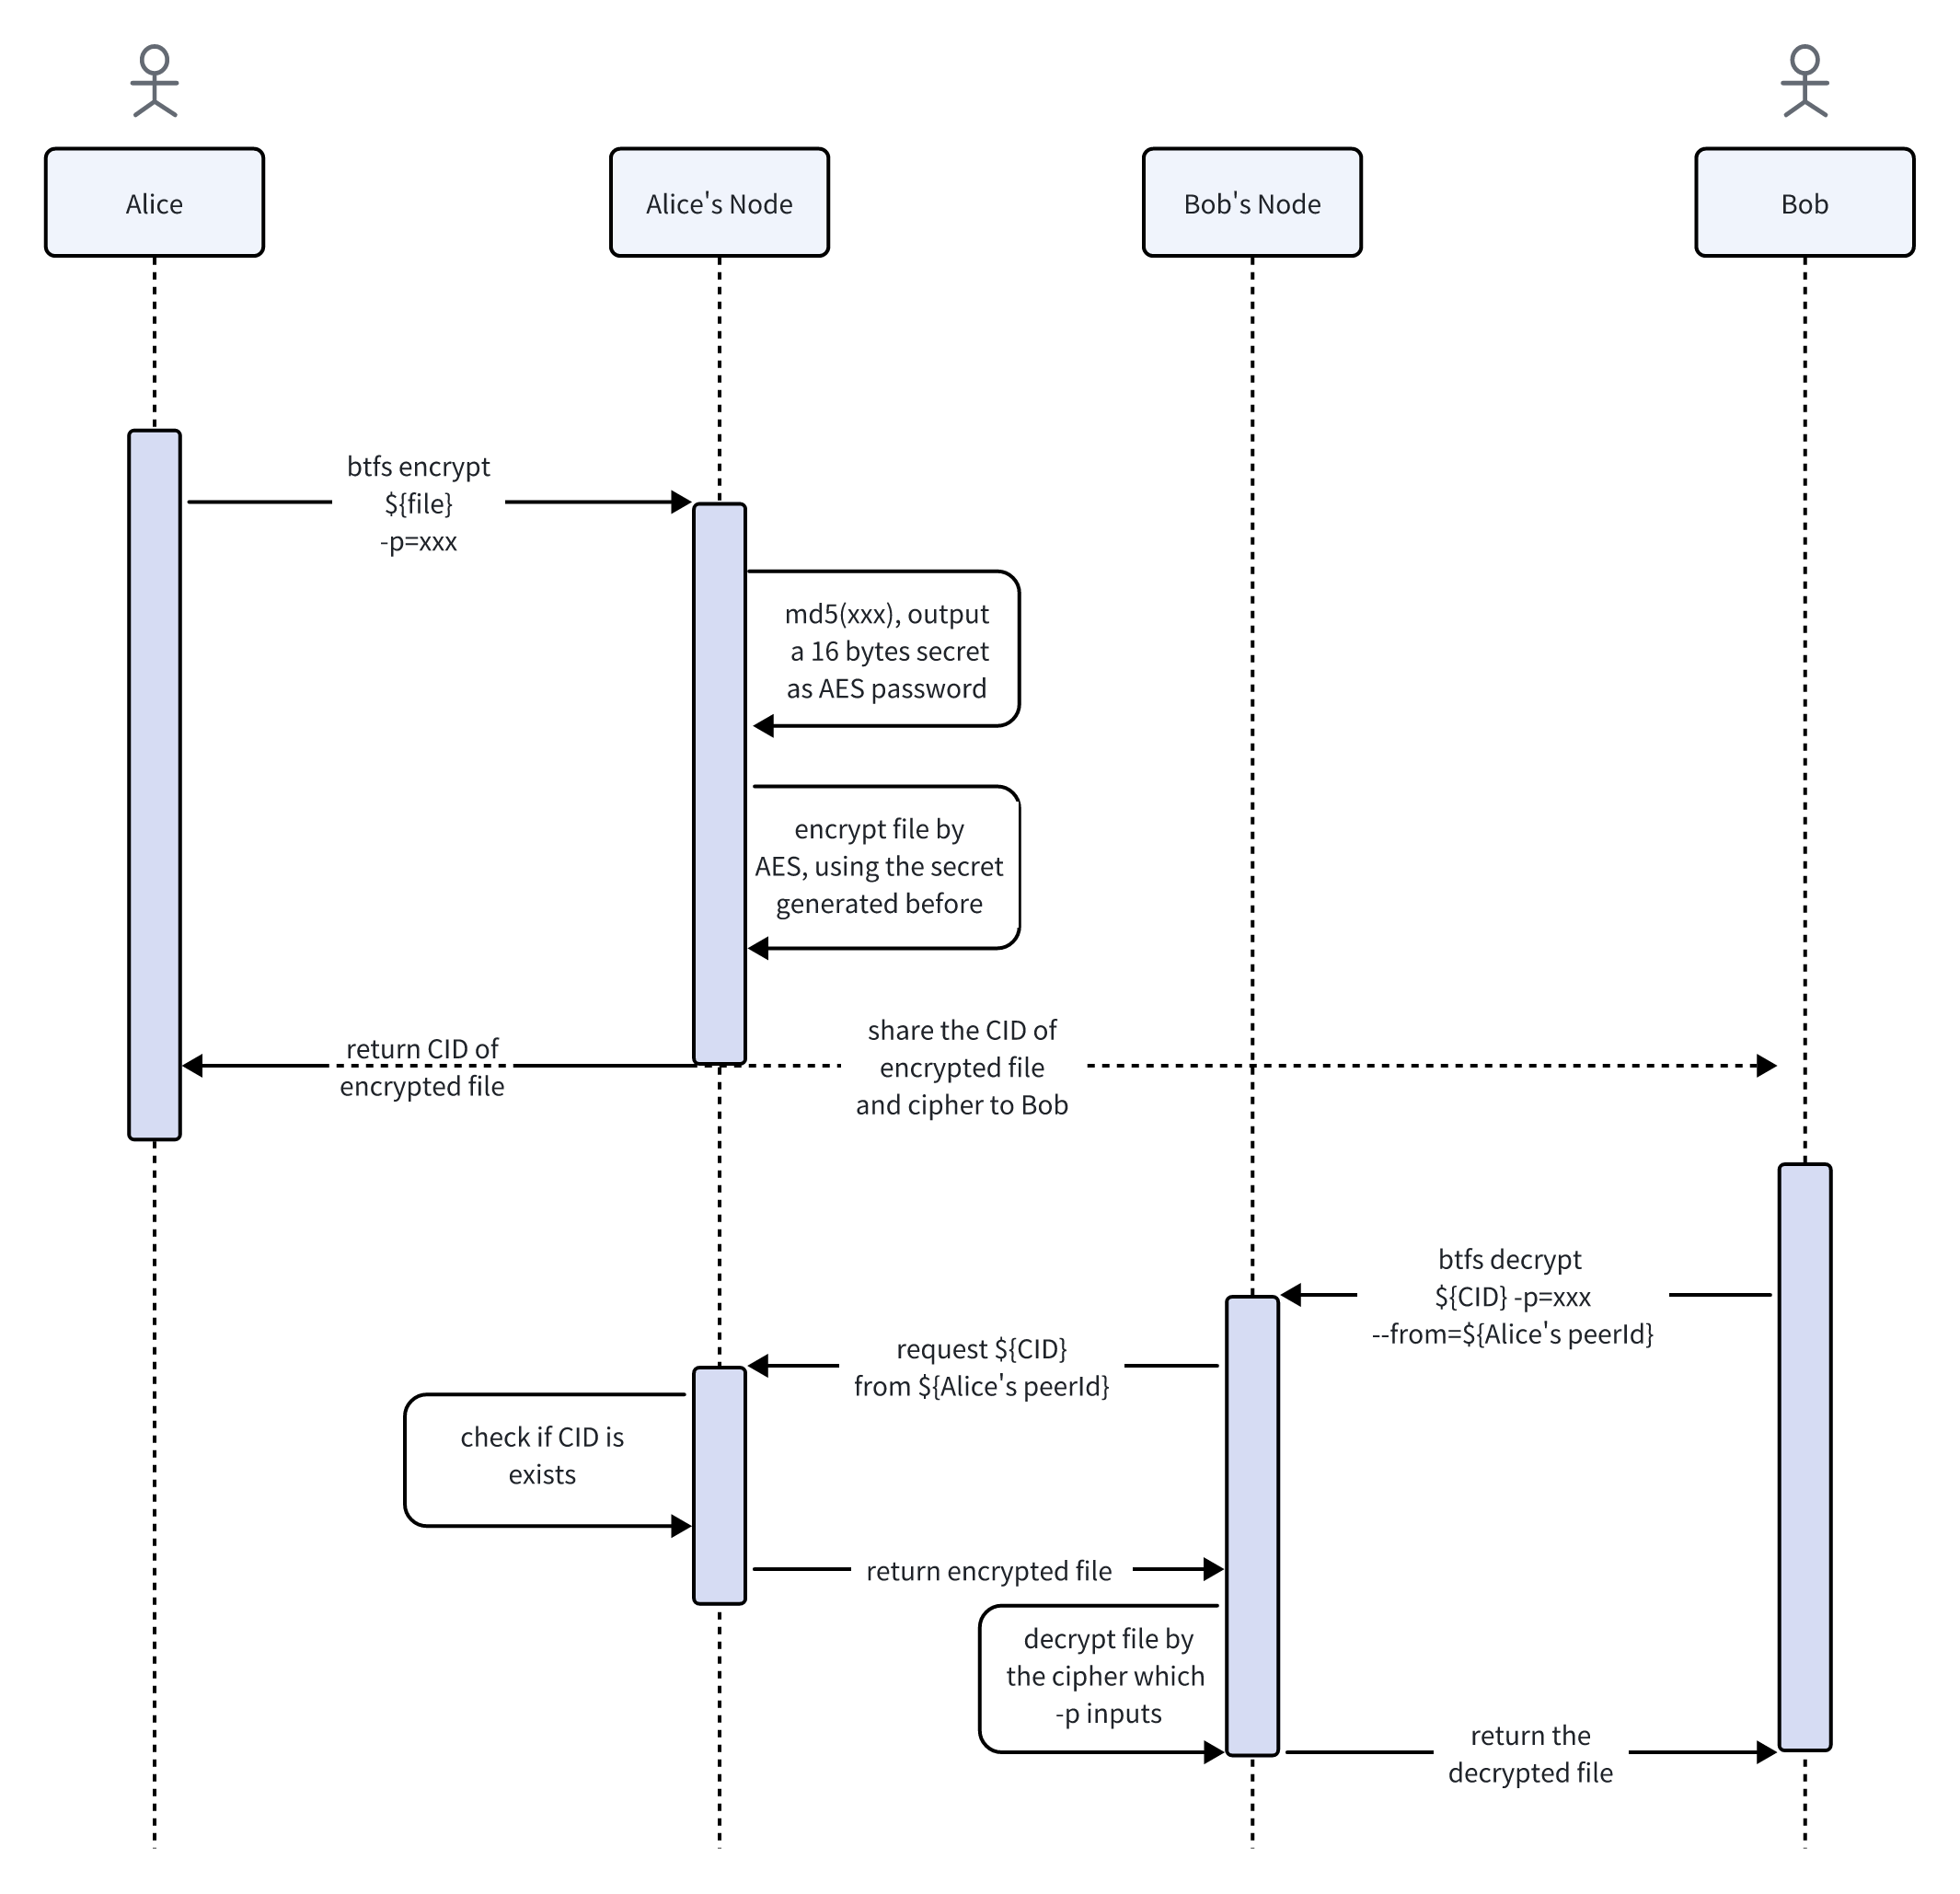 Alice
Alice's Node
Bob's Node
Bob
btfs encrypt
${file}
-p=xxx
md5(xxx), output
a 16 bytes secret
as AES password
encrypt file by
AES, using the secret
generated before
return CID of
encrypted file
share the CID of
encrypted file
and cipher to Bob
btfs decrypt
${CID} -p=xxx
--from=${Alice's peerId}
request ${CID}
from ${Alice's peerId}
check if CID is
exists
return encrypted file
decrypt file by
the cipher which
-p inputs
return the
decrypted file